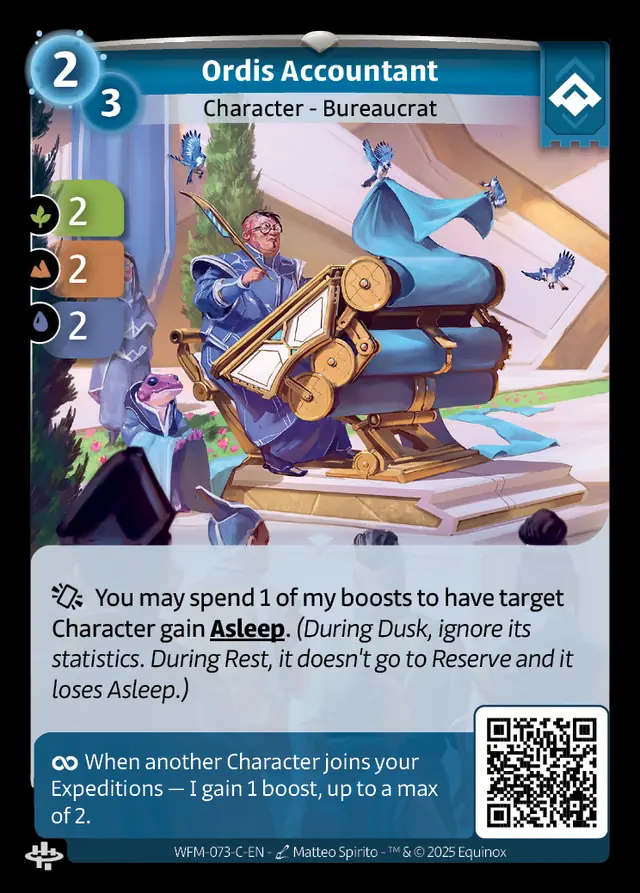 2
3
Ordis Accountant
Character - Bureaucrat
2
2
2
You may spend 1 of my boosts to have target
Character gain Asleep. (During Dusk, ignore its
statistics. During Rest, it doesn't go to Reserve and it
loses Asleep.)
When another Character joins your
Expeditions — I gain 1 boost, up to a max
of 2.
WFM-073-C-EN - Matteo Spirito - ™ & © 2025 Equinox